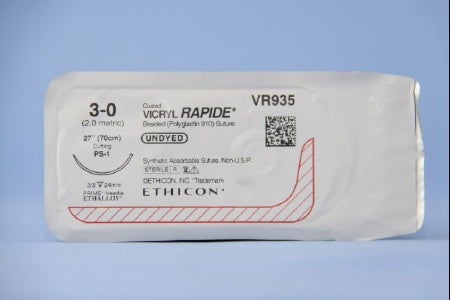 3-0
(2.0 metric)
27" (70cm)
Cutting
PS-1
3/8 24mm
PRIME* Needle
ETHALLOY*
Coated
VICRYL RAPIDE*
Braided (Polyglactin 910) Suture
UNDYED
Synthetic Absorbable Suture, Non-U.S.P.
STERILE R 2
©ETHICON, INC. *Trademark
ETHICON*
VR935